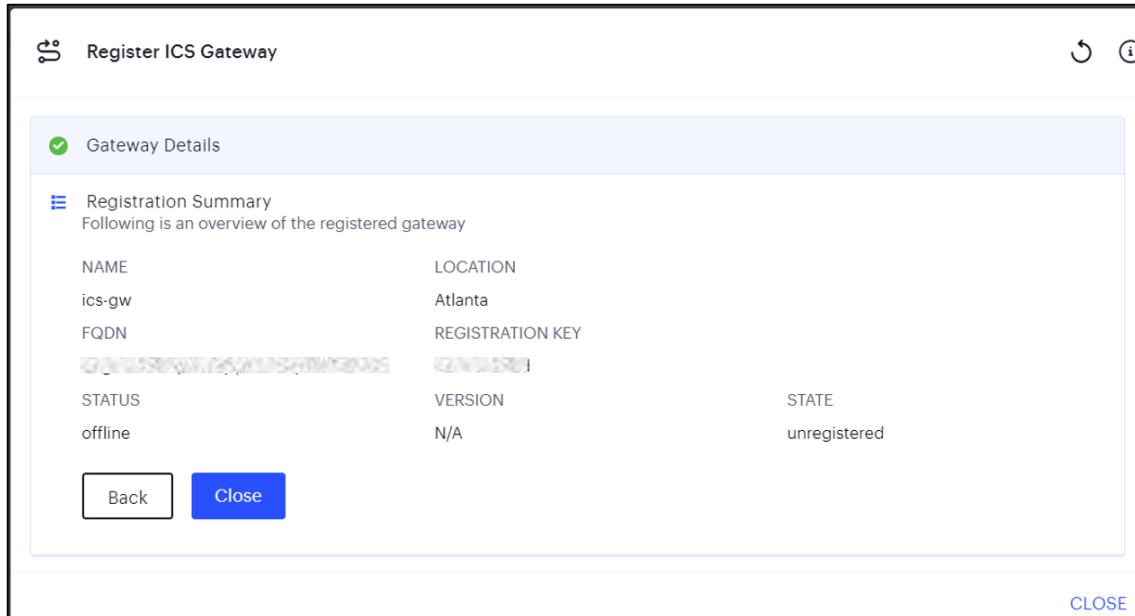 Register ICS Gateway
Gateway Details
Registration Summary
Following is an overview of the registered gateway
NAME LOCATION
ics-gw Atlanta
FQDN REGISTRATION KEY
STATUS VERSION STATE
offline N/A unregistered
Back Close
CLOSE